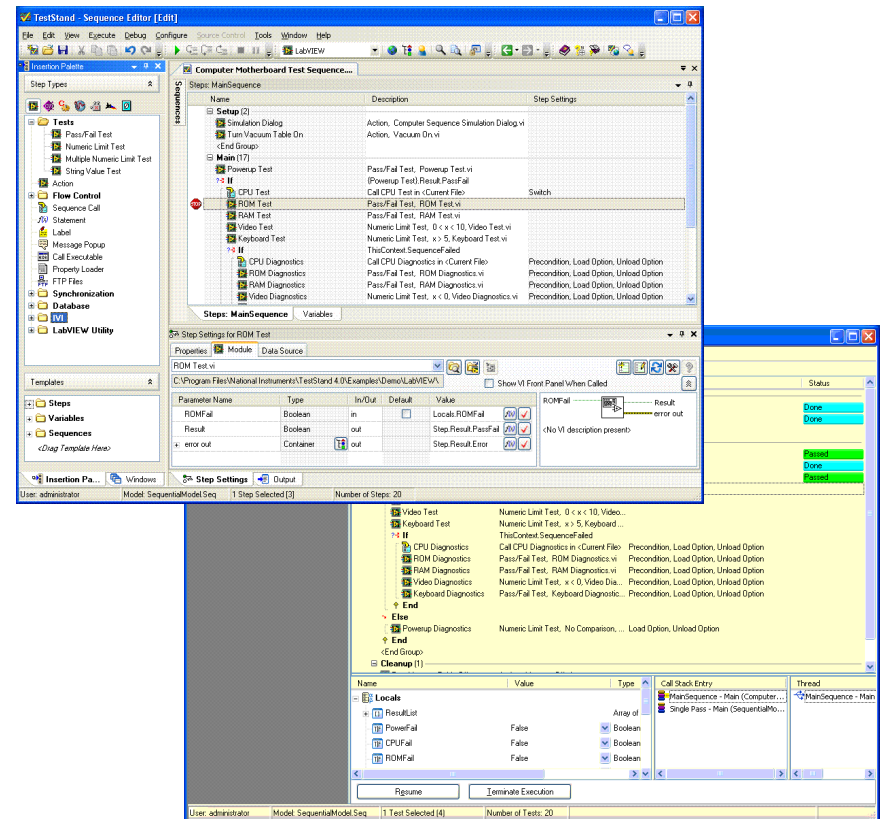 TestStand - Sequence Editor [Edit]
File Edit View Execute Debug Configure Source Control Tools Window Help
LabVIEW
Insertion Palette
Step Types
Tests
Pass/Fail Test
Numeric Limit Test
Multiple Numeric Limit Test
String Value Test
Action
Flow Control
Sequence Call
Statement
Label
Message Popup
Call Executable
Property Loader
FTP Files
Synchronization
Database
IVI
LabVIEW Utility
Templates
Steps
Variables
Sequences
<Drag Template Here>
Insertion Pa... Windows
Computer Motherboard Test Sequence....
Sequences
Steps: MainSequence
Name Description Step Settings
Setup (2)
Simulation Dialog Action, Computer Sequence Simulation Dialog.vi
Turn Vacuum Table On Action, Vacuum On.vi
<End Group>
Main (17)
Powerup Test Pass/Fail Test, Powerup Test.vi
If {Powerup Test}.Result.PassFail
CPU Test Call CPU Test in <Current File> Switch
STOP ROM Test Pass/Fail Test, ROM Test.vi
RAM Test Pass/Fail Test, RAM Test.vi
Video Test Numeric Limit Test, 0 < x < 10, Video Test.vi
Keyboard Test Numeric Limit Test, x > 5, Keyboard Test.vi
If ThisContext.SequenceFailed
CPU Diagnostics Call CPU Diagnostics in <Current File> Precondition, Load Option, Unload Option
ROM Diagnostics Pass/Fail Test, ROM Diagnostics.vi Precondition, Load Option, Unload Option
RAM Diagnostics Pass/Fail Test, RAM Diagnostics.vi Precondition, Load Option, Unload Option
Video Diagnostics Numeric Limit Test, x < 0, Video Diagnostics.vi Precondition, Load Option, Unload Option
Steps: MainSequence Variables
Step Settings for ROM Test
Properties Module Data Source
ROM Test.vi
C:\Program Files\National Instruments\TestStand 4.0\Examples\Demo\LabVIEW\
Show VI Front Panel When Called
Parameter Name Type In/Out Default Value
ROMFail Boolean in Locals.ROMFail
Result Boolean out Step.Result.PassFail
error out Container out Step.Result.Error
ROMFail Result
error out
<No VI description present>
Step Settings Output
User: administrator Model: SequentialModel.Seq 1 Step Selected [3] Number of Steps: 20
Status
Done
Done
Passed
Done
Passed
Video Test Numeric Limit Test, 0 < x < 10, Video...
Keyboard Test Numeric Limit Test, x > 5, Keyboard ...
If ThisContext.SequenceFailed
CPU Diagnostics Call CPU Diagnostics in <Current File> Precondition, Load Option, Unload Option
ROM Diagnostics Pass/Fail Test, ROM Diagnostics.vi Precondition, Load Option, Unload Option
RAM Diagnostics Pass/Fail Test, RAM Diagnostics.vi Precondition, Load Option, Unload Option
Video Diagnostics Numeric Limit Test, x < 0, Video Dia... Precondition, Load Option, Unload Option
Keyboard Diagnostics Pass/Fail Test, Keyboard Diagnostic... Precondition, Load Option, Unload Option
End
Else
Powerup Diagnostics Numeric Limit Test, No Comparison, ... Load Option, Unload Option
End
<End Group>
Cleanup (1)
Name Value Type
Locals
ResultList Array of
PowerFail False Boolean
CPUFail False Boolean
ROMFail False Boolean
Call Stack Entry
MainSequence - Main (Computer...
Single Pass - Main (SequentialMo...
Thread
MainSequence - Main
Resume Terminate Execution
User: administrator Model: SequentialModel.Seq 1 Test Selected [4] Number of Tests: 20